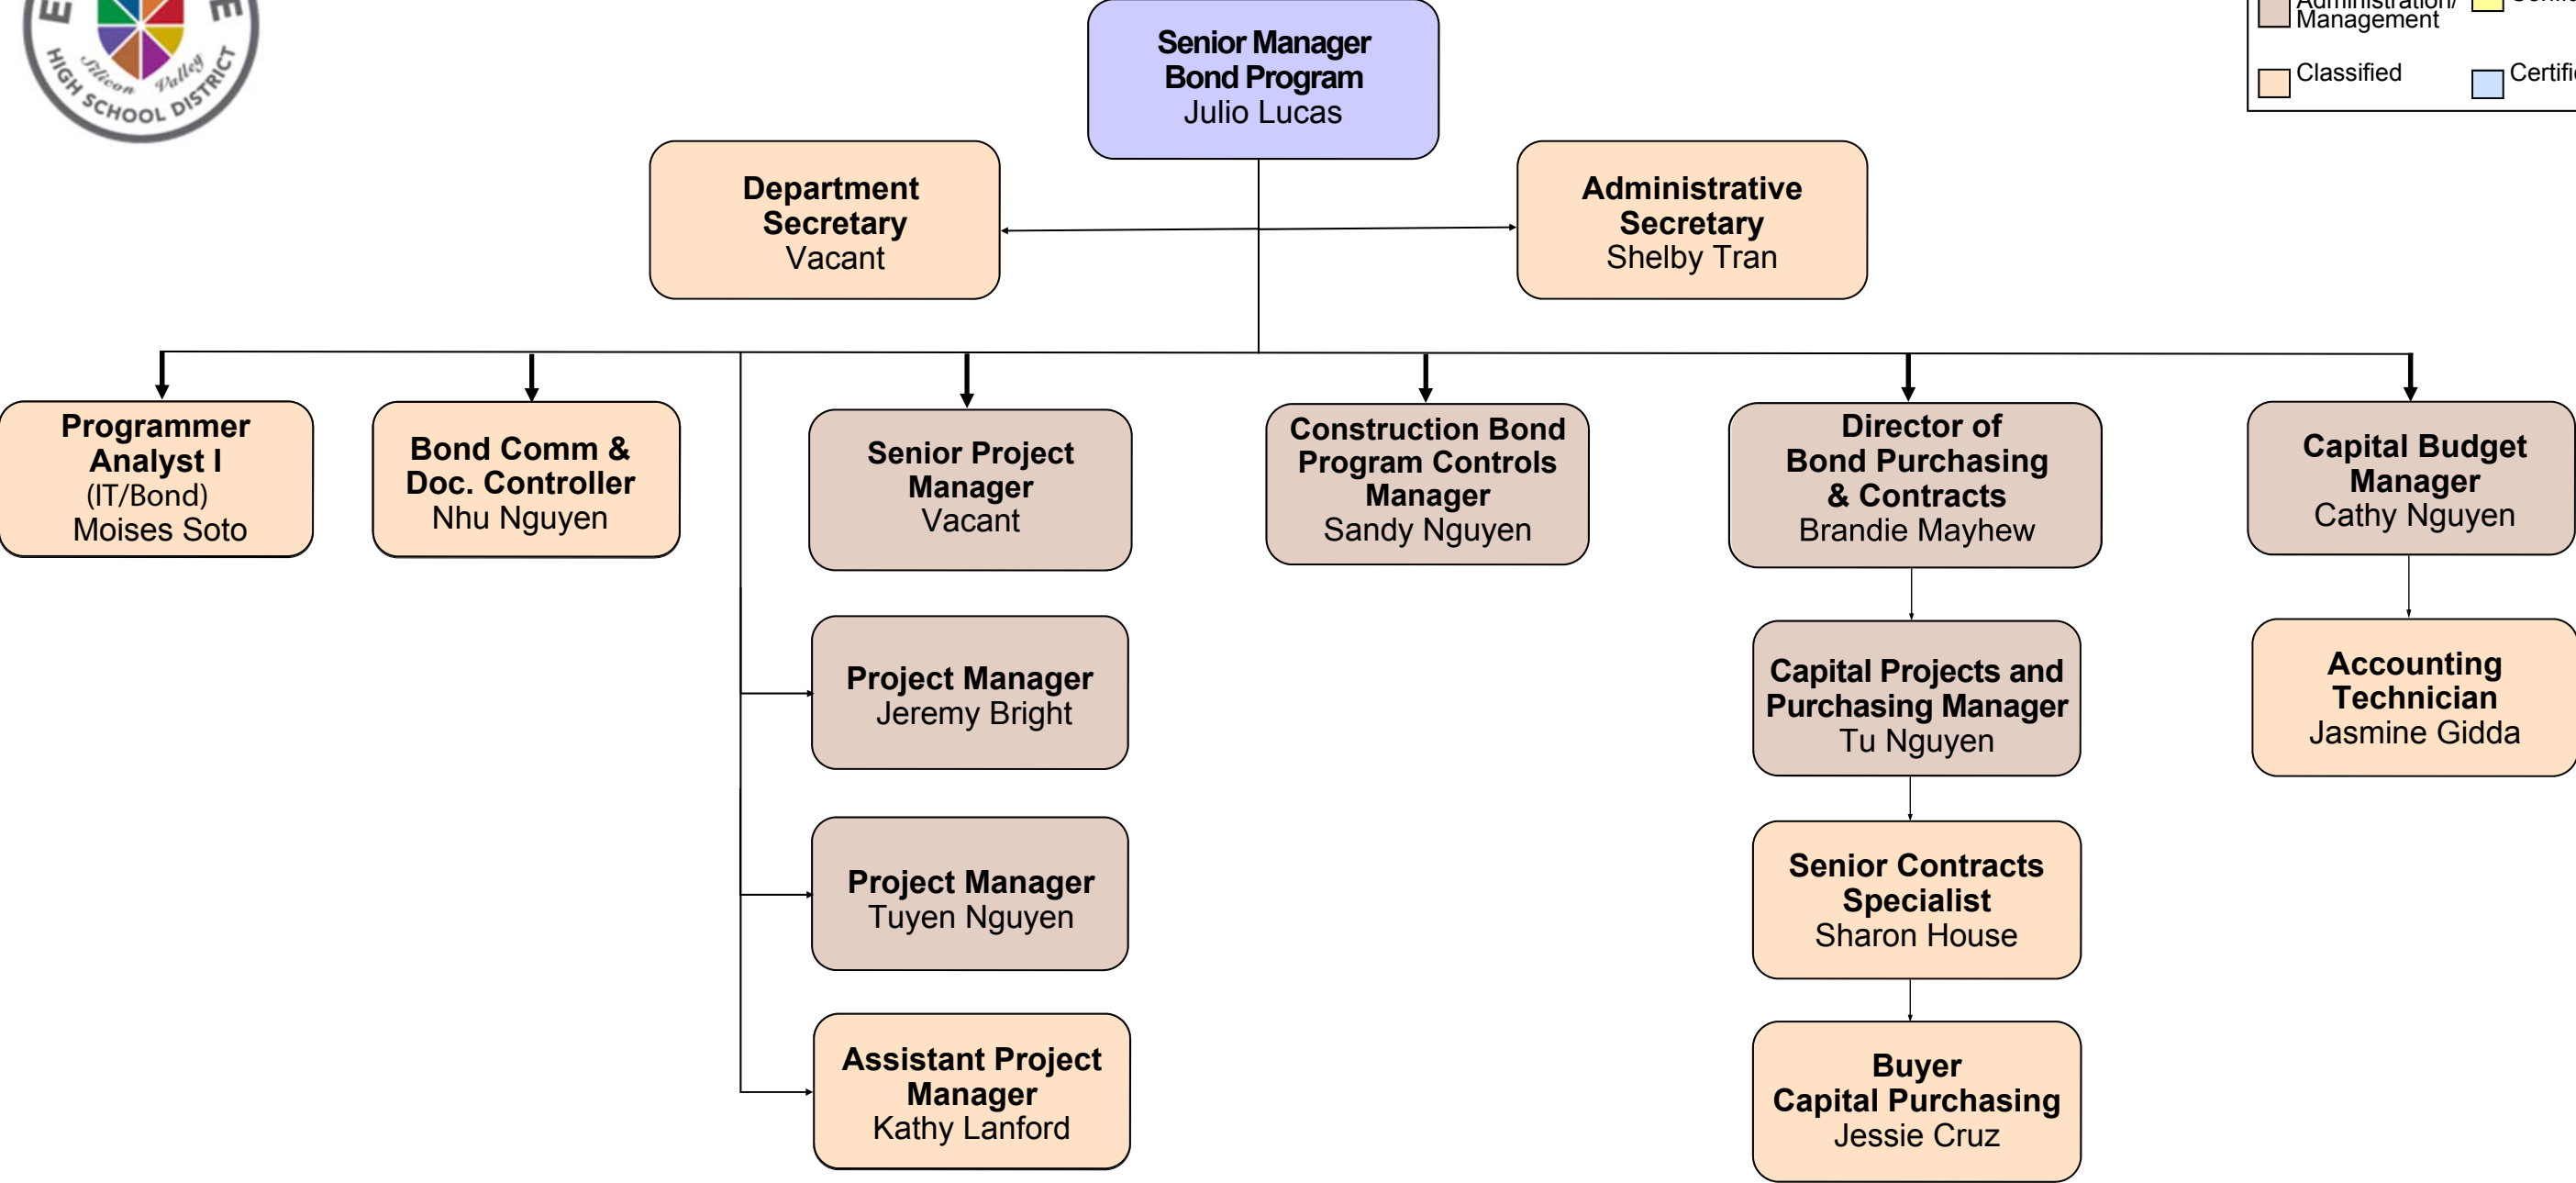 Silicon Valley
HIGH SCHOOL DISTRICT
Management
Classified
Senior Manager
Bond Program
Julio Lucas
Department
Secretary
Vacant
Administrative
Secretary
Shelby Tran
Programmer
Analyst I
(IT/Bond)
Moises Soto
Bond Comm &
Doc. Controller
Nhu Nguyen
Senior Project
Manager
Vacant
Construction Bond
Program Controls
Manager
Sandy Nguyen
Director of
Bond Purchasing
& Contracts
Brandie Mayhew
Capital Budget
Manager
Cathy Nguyen
Project Manager
Jeremy Bright
Capital Projects and
Purchasing Manager
Tu Nguyen
Accounting
Technician
Jasmine Gidda
Project Manager
Tuyen Nguyen
Senior Contracts
Specialist
Sharon House
Assistant Project
Manager
Kathy Lanford
Buyer
Capital Purchasing
Jessie Cruz